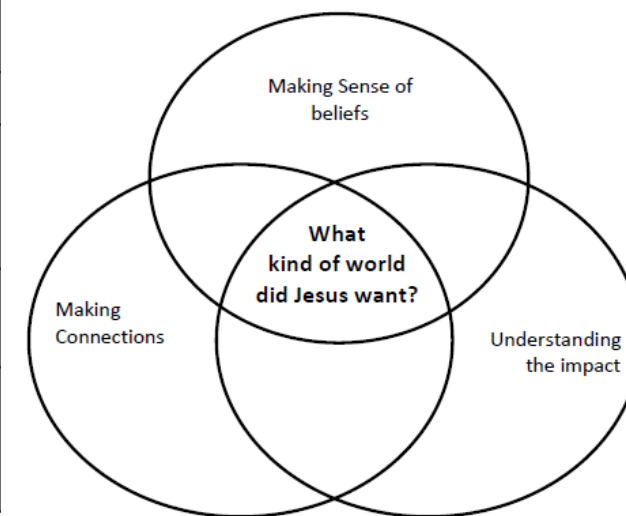 Making Sense of
beliefs
What
kind of world
did Jesus want?
Making
Connections
Understanding
the impact